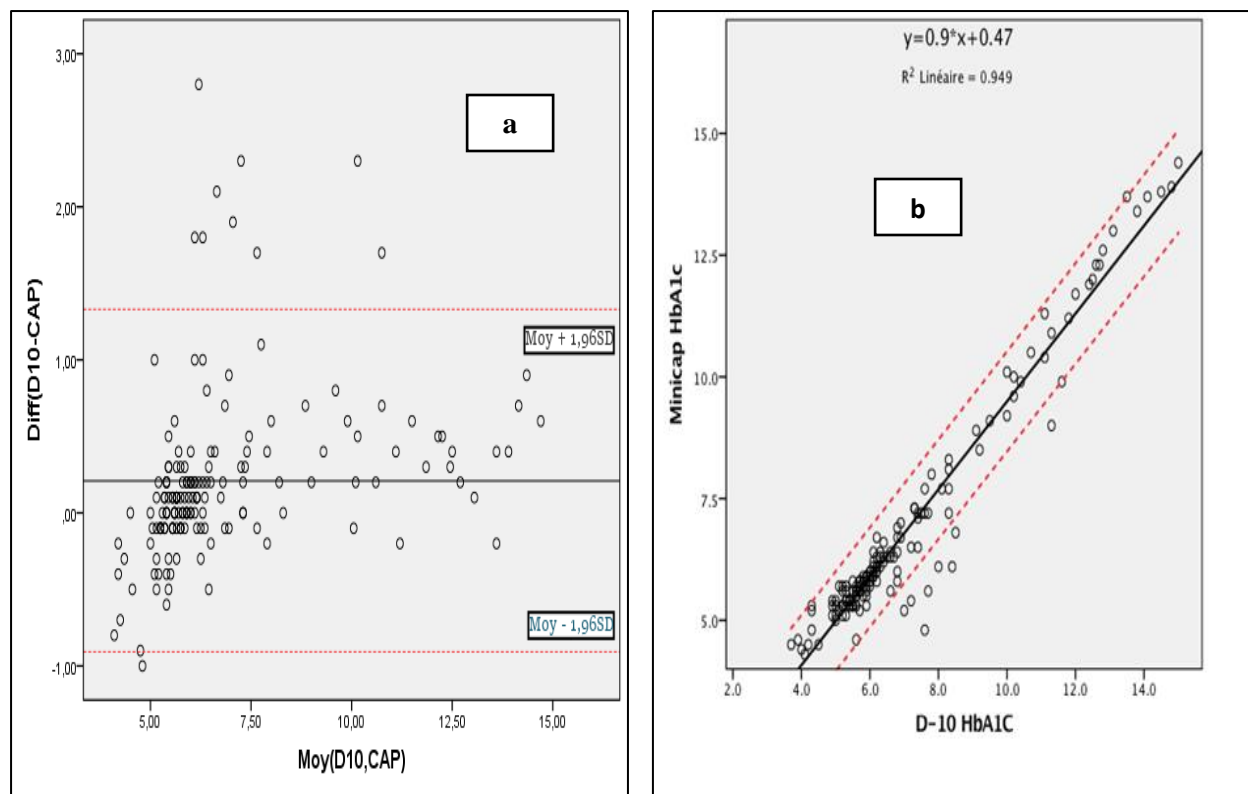 a
3,00
2,00
1,00
,00
-1,00
Diff(D10-CAP)
Moy + 1,96SD
Moy - 1,96SD
5,00
7,50
10,00
12,50
15,00
Moy(D10,CAP)
b
y=0.9*x+0.47
R² Linéaire = 0.949
15.0
12.5
10.0
7.5
5.0
Minicap HbA1c
2.0
4.0
6.0
8.0
10.0
12.0
14.0
D-10 HbA1C